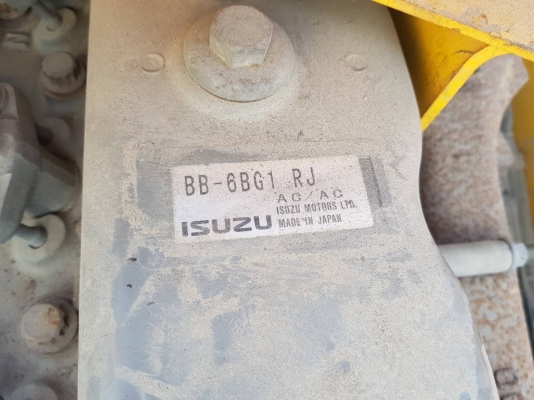 BB-6BG1 RJ
AC/AC
ISUZU ISUZU MOTORS LTD.
MADE IN JAPAN